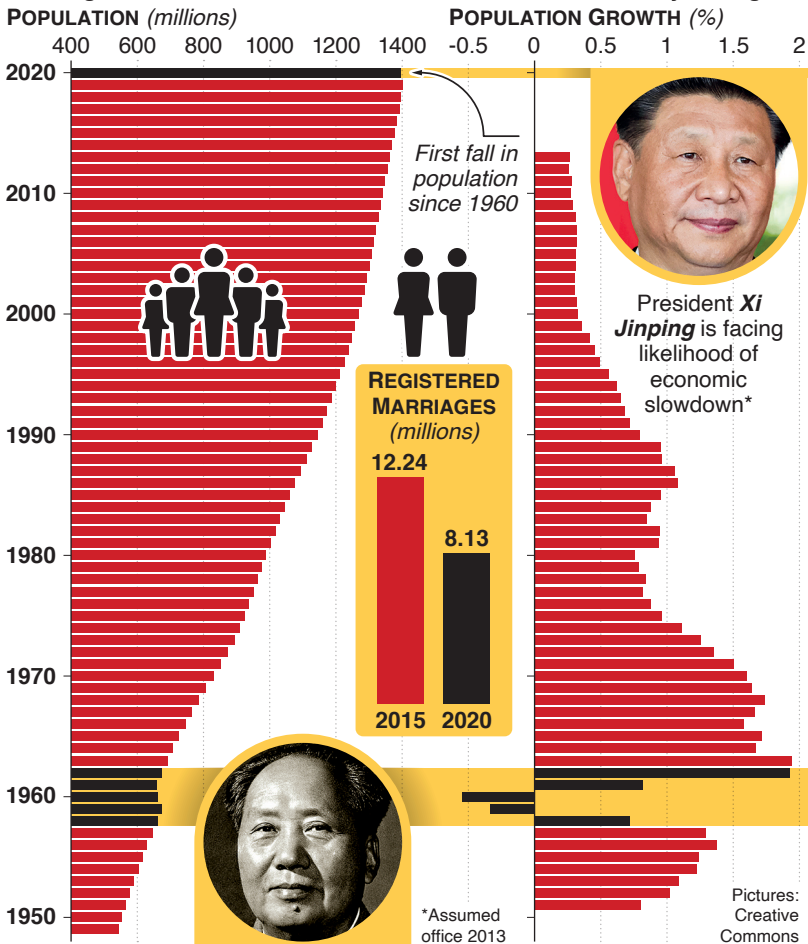 POPULATION (millions)
400 600 800 1000 1200 1400
POPULATION GROWTH (%)
-0.5 0 0.5 1 1.5 2
2020
2010
2000
1990
1980
1970
1960
1950
First fall in
population
since 1960
President Xi
Jinping is facing
likelihood of
economic
slowdown*
REGISTERED
MARRIAGES
(millions)
12.24
8.13
2015 2020
*Assumed
office 2013
Pictures:
Creative
Commons